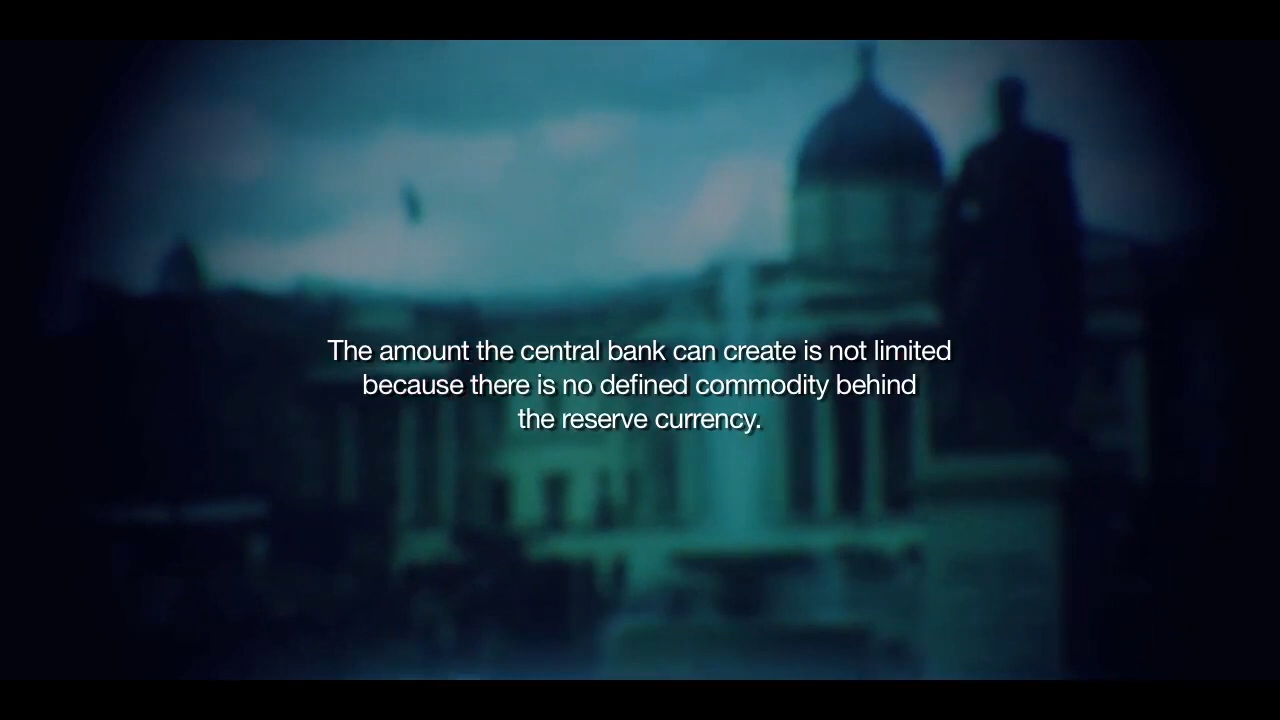 The amount the central bank can create is not limited
because there is no defined commodity behind
the reserve currency.